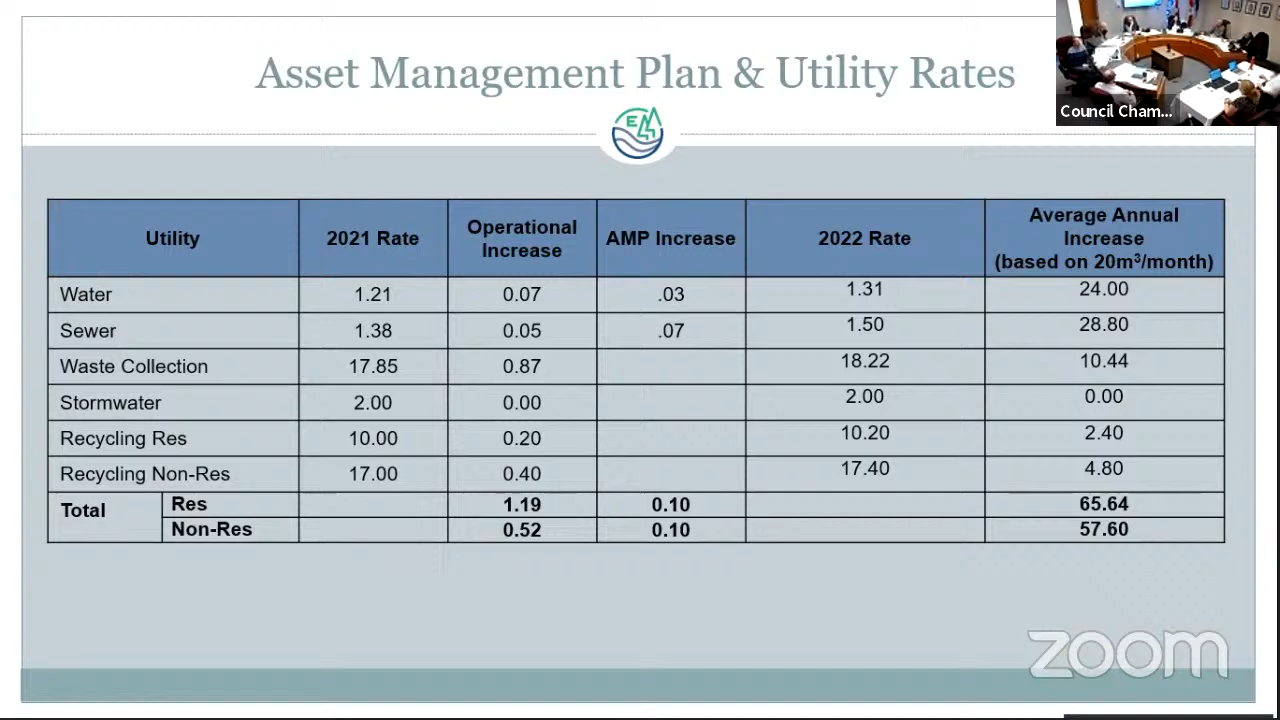 Asset Management Plan & Utility Rates
Council Cham...
E
Utility 2021 Rate Operational Increase AMP Increase 2022 Rate Average Annual Increase (based on 20m³/month)
Water 1.21 0.07 .03 1.31 24.00
Sewer 1.38 0.05 .07 1.50 28.80
Waste Collection 17.85 0.87 18.22 10.44
Stormwater 2.00 0.00 2.00 0.00
Recycling Res 10.00 0.20 10.20 2.40
Recycling Non-Res 17.00 0.40 17.40 4.80
Total Res 1.19 0.10 65.64
Non-Res 0.52 0.10 57.60
zoom